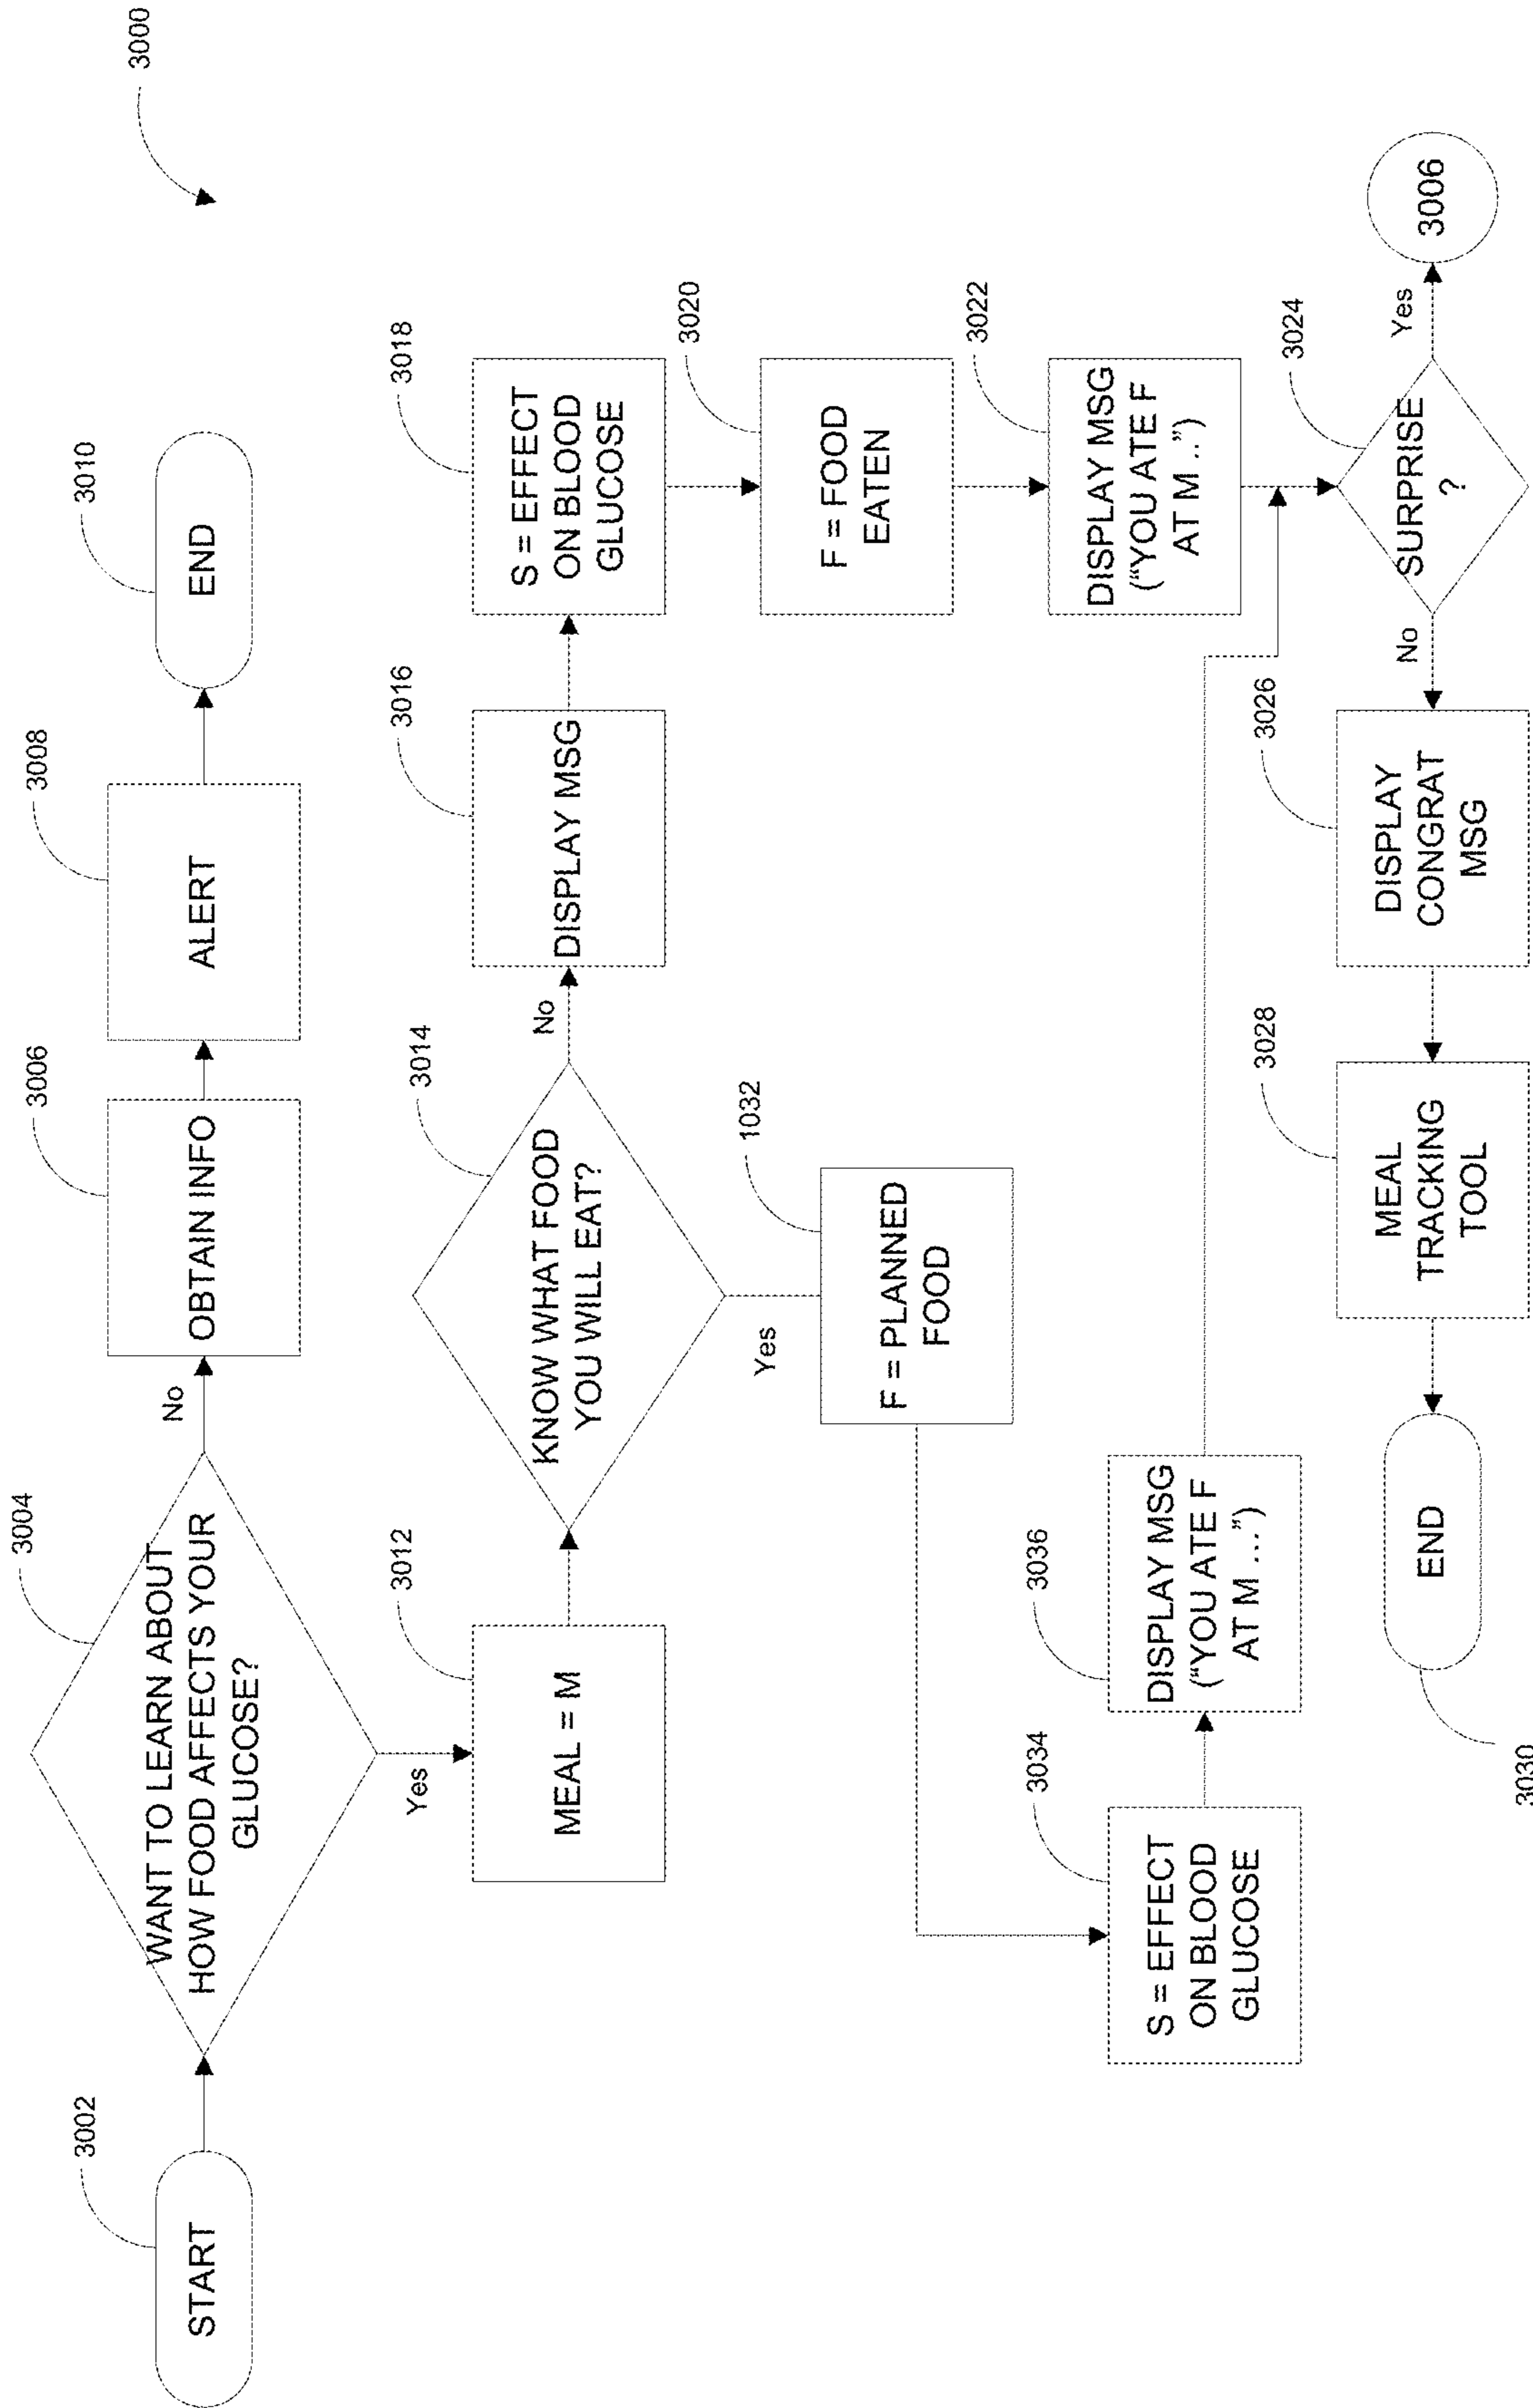 3000
3002
START
3004
WANT TO LEARN ABOUT
HOW FOOD AFFECTS YOUR
GLUCOSE?
No
Yes
3006
OBTAIN INFO
3008
ALERT
3010
END
3012
MEAL = M
3014
KNOW WHAT FOOD
YOU WILL EAT?
No
Yes
3016
DISPLAY MSG
3018
S = EFFECT
ON BLOOD
GLUCOSE
3020
F = FOOD
EATEN
3022
DISPLAY MSG
("YOU ATE F
AT M ..")
1032
F = PLANNED
FOOD
3034
S = EFFECT
ON BLOOD
GLUCOSE
3036
DISPLAY MSG
("YOU ATE F
AT M ...")
3024
SURPRISE
?
Yes
3006
No
3026
DISPLAY
CONGRAT
MSG
3028
MEAL
TRACKING
TOOL
END
3030